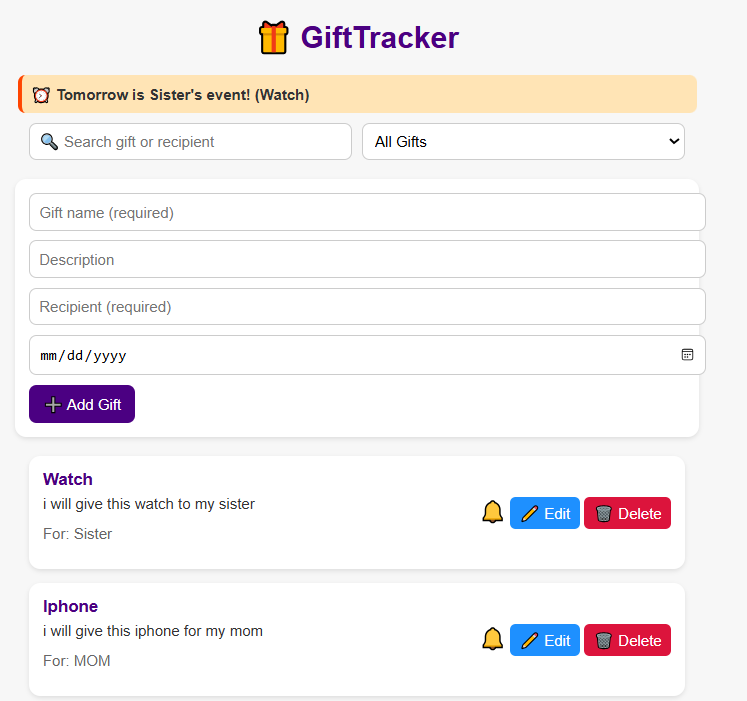 GiftTracker
Tomorrow is Sister's event! (Watch)
Search gift or recipient
All Gifts
Gift name (required)
Description
Recipient (required)
mm/dd/yyyy
Add Gift
Watch
i will give this watch to my sister
For: Sister
Edit
Delete
Iphone
i will give this iphone for my mom
For: MOM
Edit
Delete